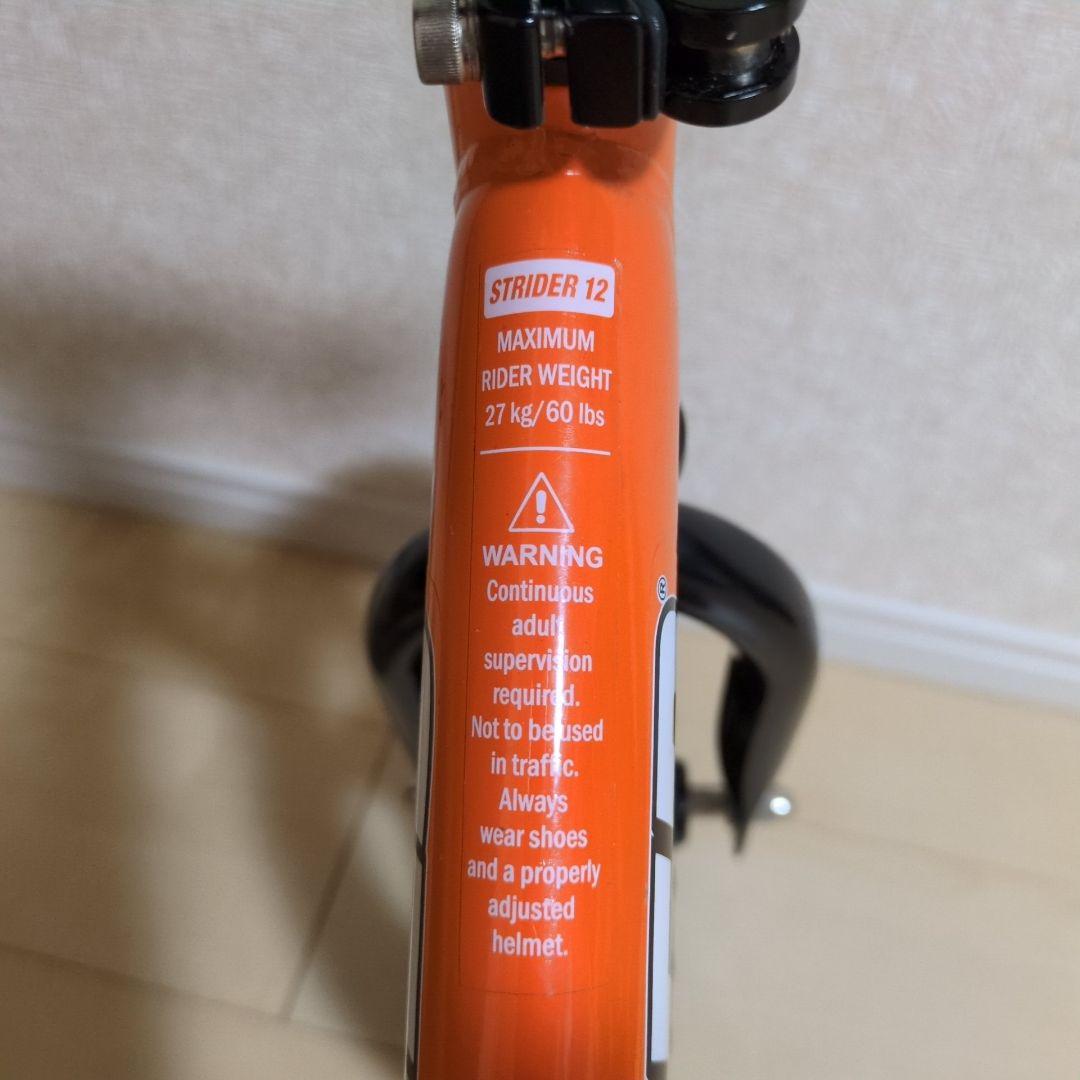 STRIDER 12
MAXIMUM
RIDER WEIGHT
27 kg/60 lbs
WARNING
Continuous
adult
supervision
required.
Not to be used
in traffic.
Always
wear shoes
and a properly
adjusted
helmet.
®